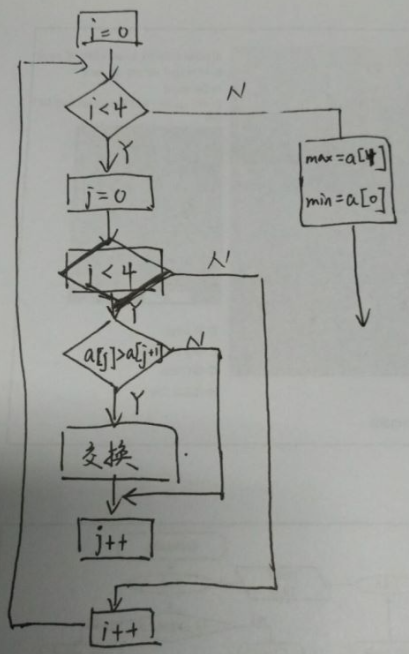 i=0
i<4
N
Y
max=a[4]
min=a[0]
j=0
j<4
N
Y
a[j]>a[j+1]
N
Y
交换
j++
i++